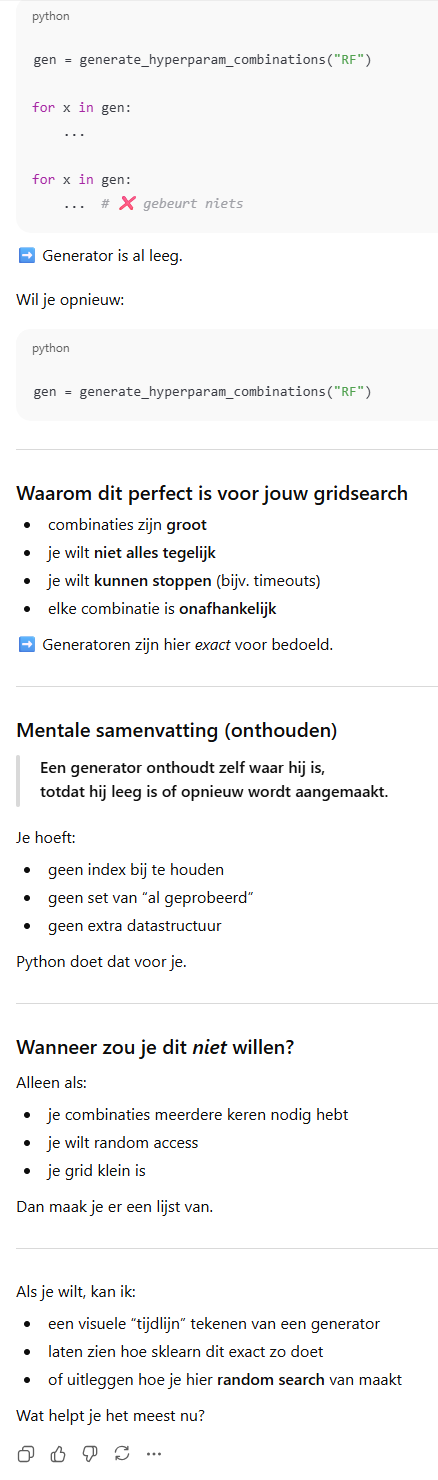 python
gen = generate_hyperparam_combinations("RF")
for x in gen:
    ...
for x in gen:
    ...  # ❌ gebeurt niets
➡️ Generator is al leeg.
Wil je opnieuw:
python
gen = generate_hyperparam_combinations("RF")
Waarom dit perfect is voor jouw gridsearch
• combinaties zijn groot
• je wilt niet alles tegelijk
• je wilt kunnen stoppen (bijv. timeouts)
• elke combinatie is onafhankelijk
➡️ Generatoren zijn hier exact voor bedoeld.
Mentale samenvatting (onthouden)
Een generator onthoudt zelf waar hij is,
totdat hij leeg is of opnieuw wordt aangemaakt.
Je hoeft:
• geen index bij te houden
• geen set van “al geprobeerd”
• geen extra datastructuur
Python doet dat voor je.
Wanneer zou je dit niet willen?
Alleen als:
• je combinaties meerdere keren nodig hebt
• je wilt random access
• je grid klein is
Dan maak je er een lijst van.
Als je wilt, kan ik:
• een visuele “tijdlijn” tekenen van een generator
• laten zien hoe sklearn dit exact zo doet
• of uitleggen hoe je hier random search van maakt
Wat helpt je het meest nu?